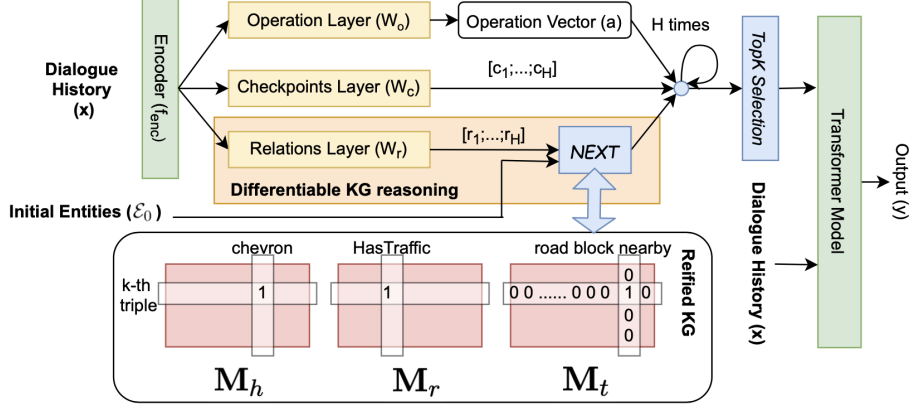 Dialogue
History
(x)
Encoder (f_enc)
Operation Layer (W_o)
Operation Vector (a)
H times
Checkpoints Layer (W_c)
[c_1;...;c_H]
Relations Layer (W_r)
[r_1;...;r_H]
NEXT
Differentiable KG reasoning
Initial Entities (ℰ_0)
TopK Selection
Transformer Model
Output (y)
Dialogue History (x)
chevron
HasTraffic
road block nearby
Reified KG
k-th
triple
1
1
0
0 0 ...... 0 0 0 1 0
0
0
M_h
M_r
M_t